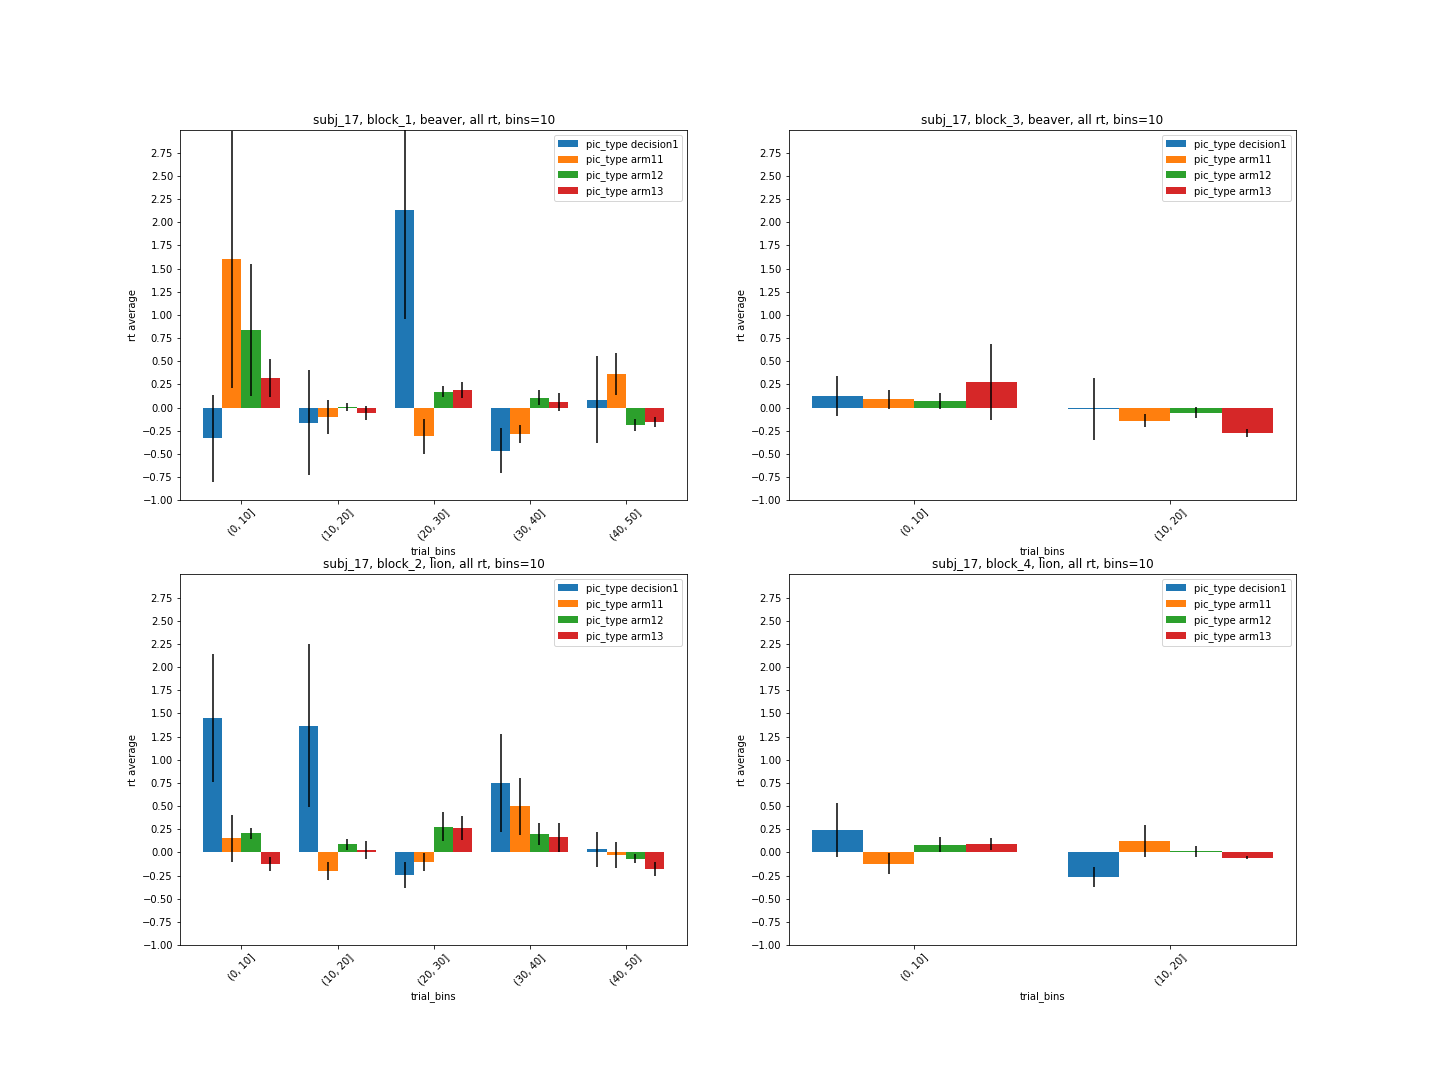 subj_17, block_1, beaver, all rt, bins=10
2.75
2.50
2.25
2.00
1.75
1.50
1.25
1.00
0.75
0.50
0.25
0.00
−0.25
−0.50
−0.75
−1.00
rt average
pic_type decision1
pic_type arm11
pic_type arm12
pic_type arm13
(0, 10]
(10, 20]
(20, 30]
(30, 40]
(40, 50]
trial_bins
subj_17, block_3, beaver, all rt, bins=10
2.75
2.50
2.25
2.00
1.75
1.50
1.25
1.00
0.75
0.50
0.25
0.00
−0.25
−0.50
−0.75
−1.00
rt average
pic_type decision1
pic_type arm11
pic_type arm12
pic_type arm13
(0, 10]
(10, 20]
trial_bins
subj_17, block_2, lion, all rt, bins=10
2.75
2.50
2.25
2.00
1.75
1.50
1.25
1.00
0.75
0.50
0.25
0.00
−0.25
−0.50
−0.75
−1.00
rt average
pic_type decision1
pic_type arm11
pic_type arm12
pic_type arm13
(0, 10]
(10, 20]
(20, 30]
(30, 40]
(40, 50]
trial_bins
subj_17, block_4, lion, all rt, bins=10
2.75
2.50
2.25
2.00
1.75
1.50
1.25
1.00
0.75
0.50
0.25
0.00
−0.25
−0.50
−0.75
−1.00
rt average
pic_type decision1
pic_type arm11
pic_type arm12
pic_type arm13
(0, 10]
(10, 20]
trial_bins